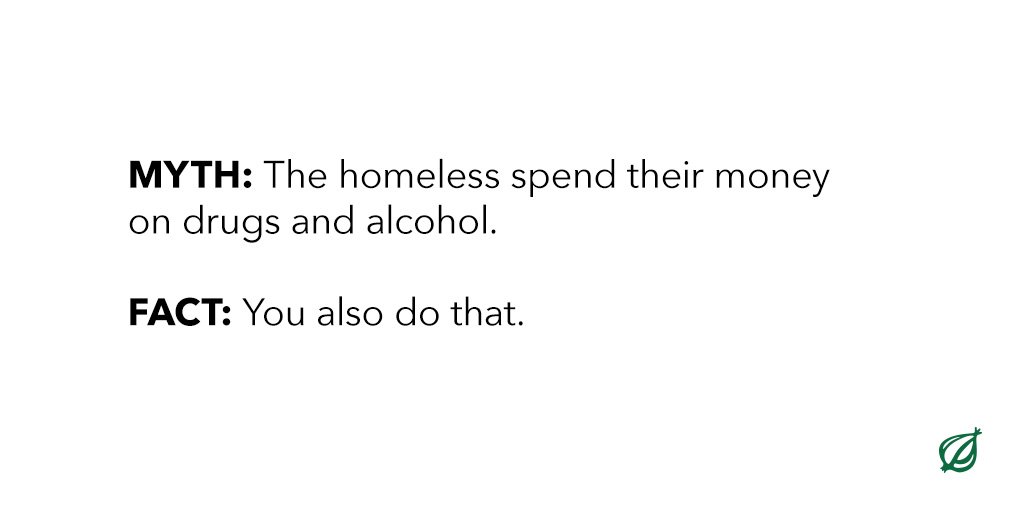 MYTH: The homeless spend their money
on drugs and alcohol.
FACT: You also do that.